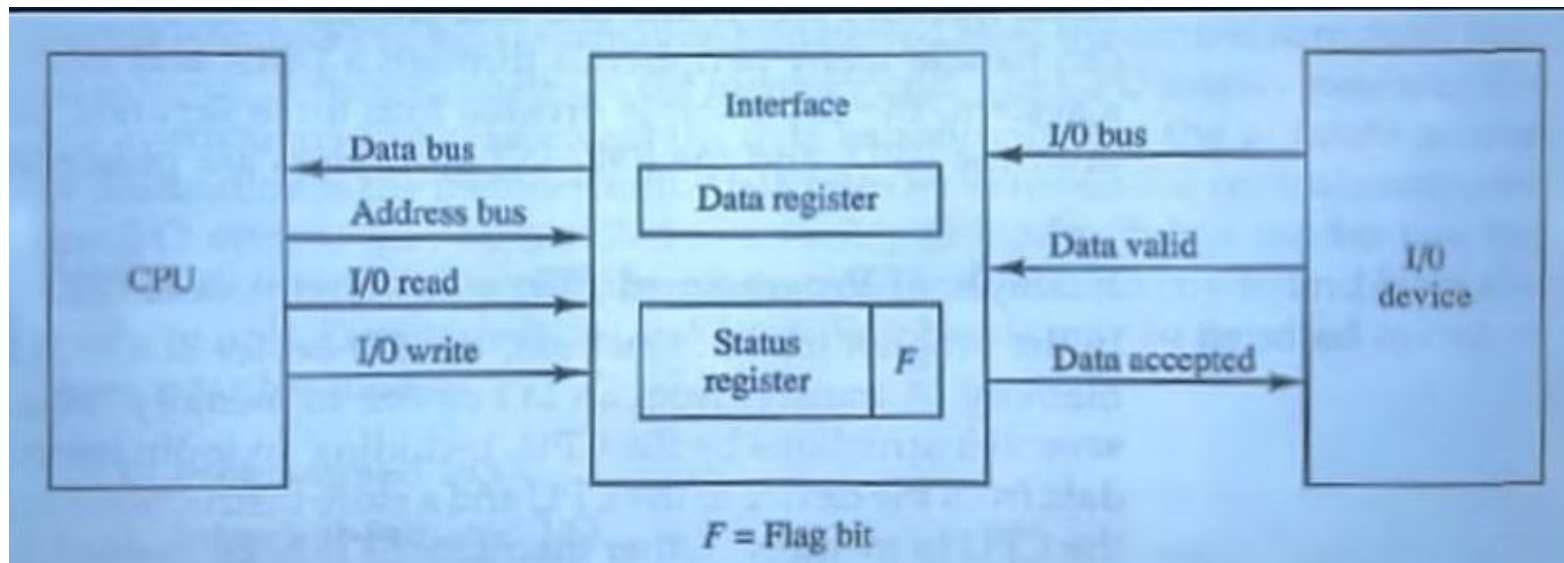 Interface
Data bus
I/0 bus
Data register
Address bus
Data valid
CPU
I/0 read
I/0
device
I/0 write
Status
register
F
Data accepted
F = Flag bit